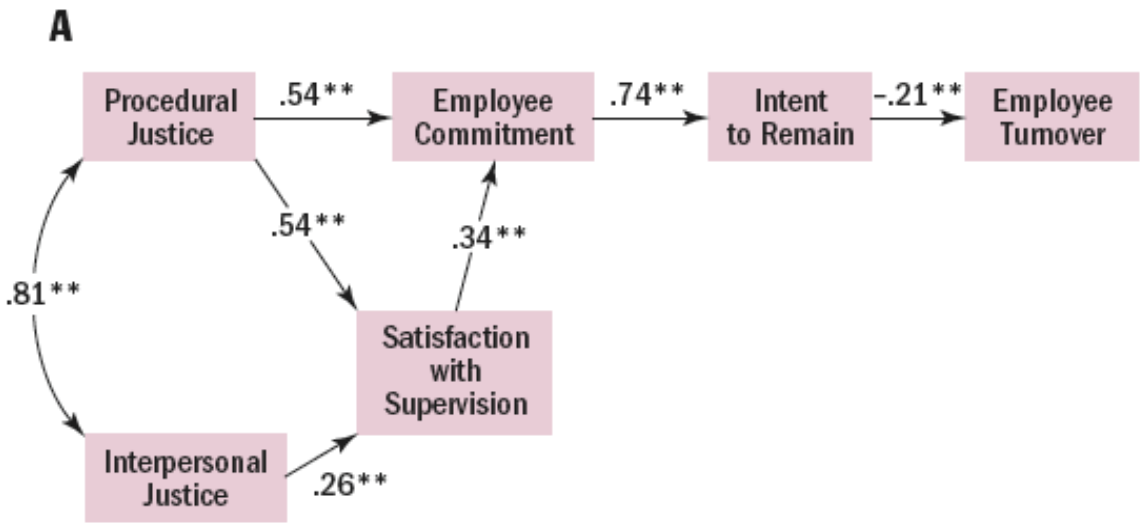 A
Procedural
Justice
.54**
Employee
Commitment
.74**
Intent
to Remain
–.21**
Employee
Turnover
.54**
.34**
.81**
Satisfaction
with
Supervision
Interpersonal
Justice
.26**